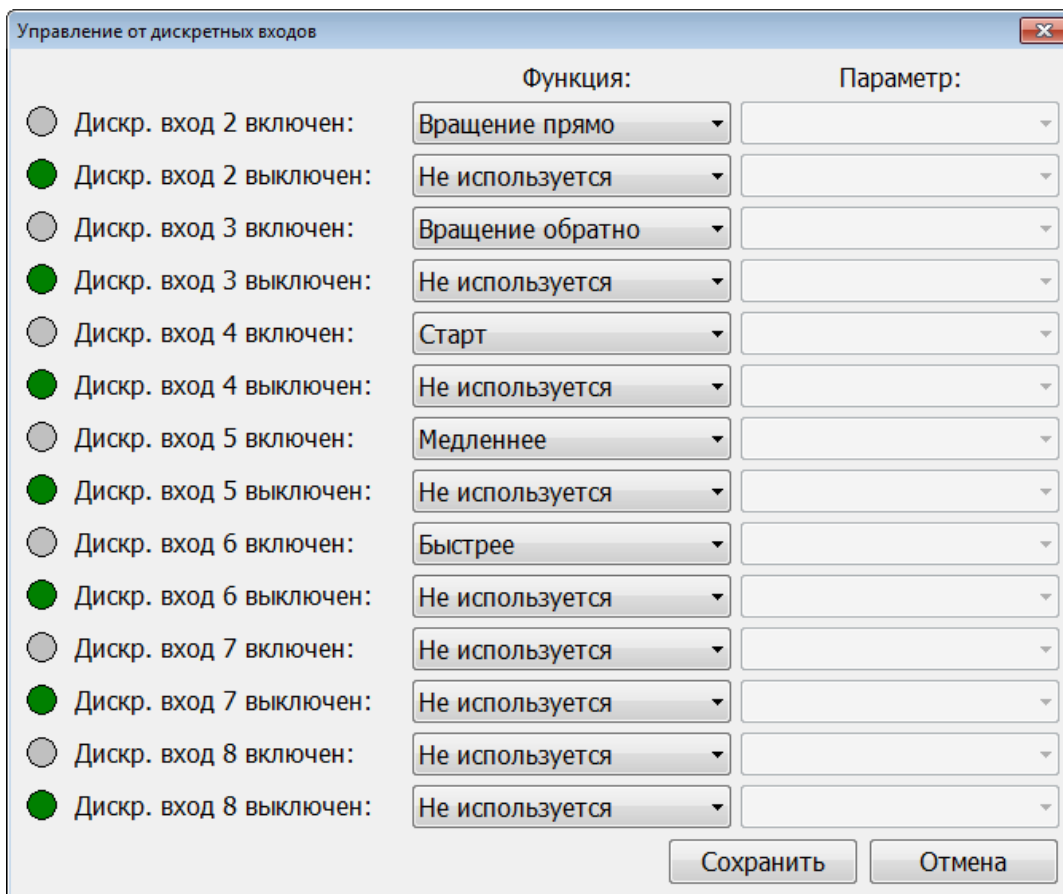 Управление от дискретных входов
Функция: Параметр:
Дискр. вход 2 включен: Вращение прямо
Дискр. вход 2 выключен: Не используется
Дискр. вход 3 включен: Вращение обратно
Дискр. вход 3 выключен: Не используется
Дискр. вход 4 включен: Старт
Дискр. вход 4 выключен: Не используется
Дискр. вход 5 включен: Медленнее
Дискр. вход 5 выключен: Не используется
Дискр. вход 6 включен: Быстрее
Дискр. вход 6 выключен: Не используется
Дискр. вход 7 включен: Не используется
Дискр. вход 7 выключен: Не используется
Дискр. вход 8 включен: Не используется
Дискр. вход 8 выключен: Не используется
Сохранить Отмена